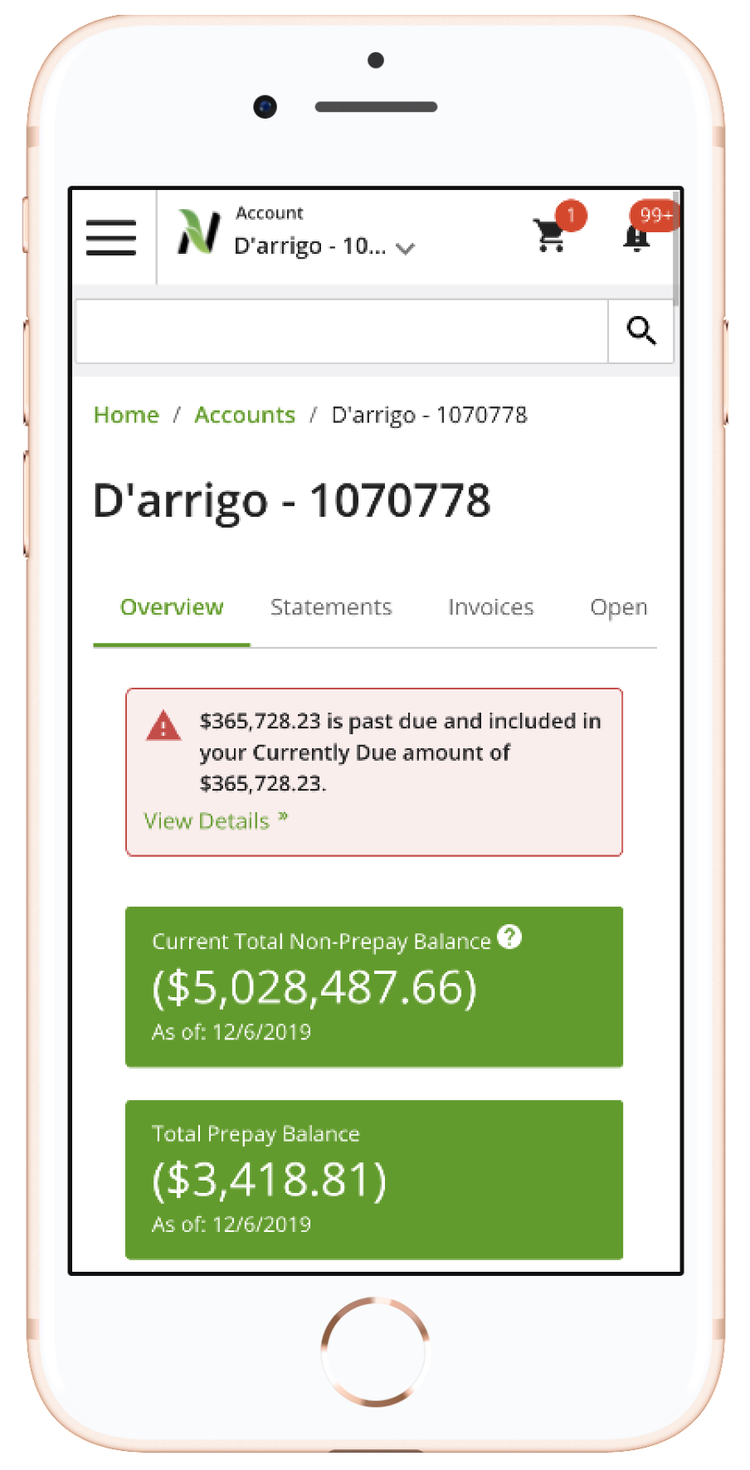 Account
D'arrigo - 10...
1
99+
Home / Accounts / D'arrigo - 1070778
D'arrigo - 1070778
Overview Statements Invoices Open
$365,728.23 is past due and included in
your Currently Due amount of
$365,728.23.
View Details »
Current Total Non-Prepay Balance ?
($5,028,487.66)
As of: 12/6/2019
Total Prepay Balance
($3,418.81)
As of: 12/6/2019